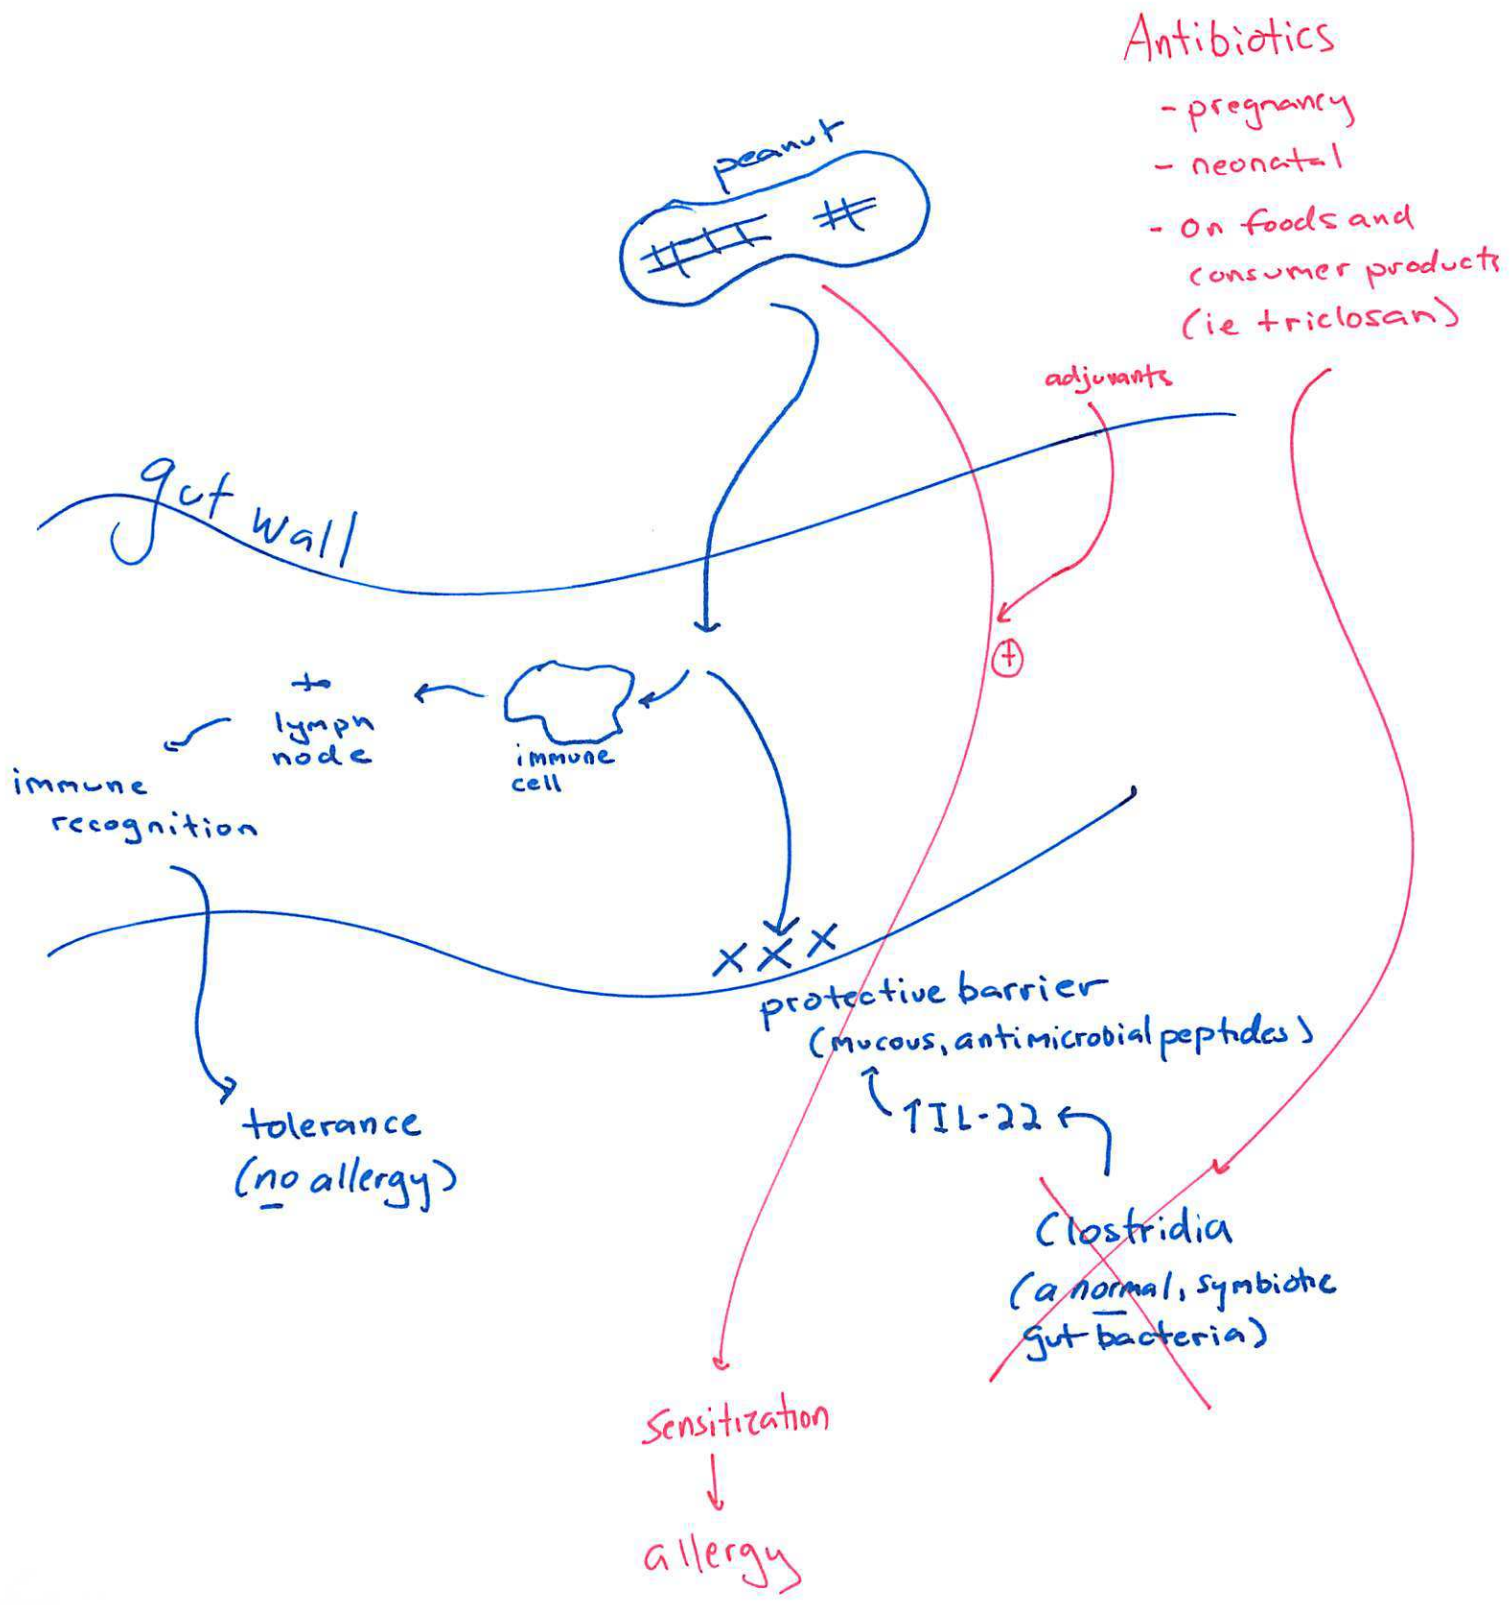 Antibiotics
- pregnancy
- neonatal
- on foods and
consumer products
(ie triclosan)
peanut
adjuvants
gut wall
+
to
lymph
node
immune
cell
immune
recognition
X X X
protective barrier
(mucous, antimicrobial peptides)
↑IL-22
tolerance
(no allergy)
Clostridia
(a normal, symbiotic
gut bacteria)
sensitization
allergy